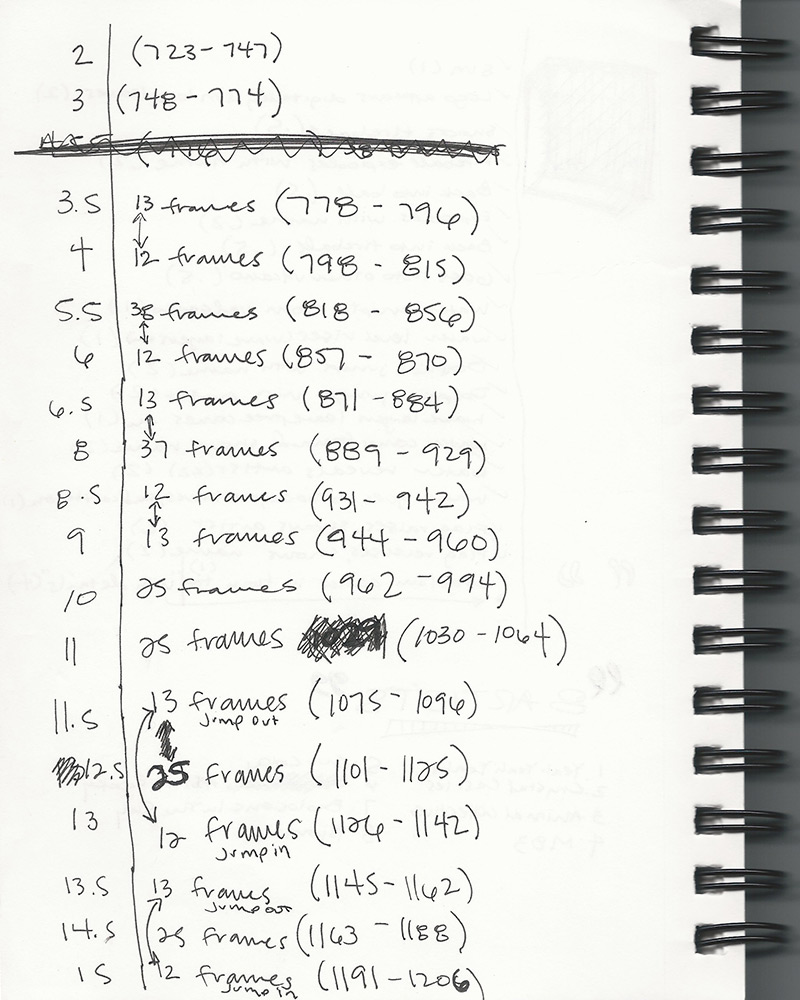 2 (723-747)
3 (748-774)
3.5 13 frames (778-796)
4 12 frames (798-815)
5.5 38 frames (818-856)
6 12 frames (857-870)
6.5 13 frames (871-884)
8 37 frames (889-929)
8.5 12 frames (931-942)
9 13 frames (944-960)
10 25 frames (962-994)
11 25 frames (1030-1064)
11.5 13 frames (1075-1096)
Jump out
12.5 25 frames (1101-1125)
13 12 frames (1126-1142)
Jump in
13.5 13 frames (1145-1162)
Jump out
14.5 25 frames (1163-1188)
15 12 frames (1191-1206)
Jump in